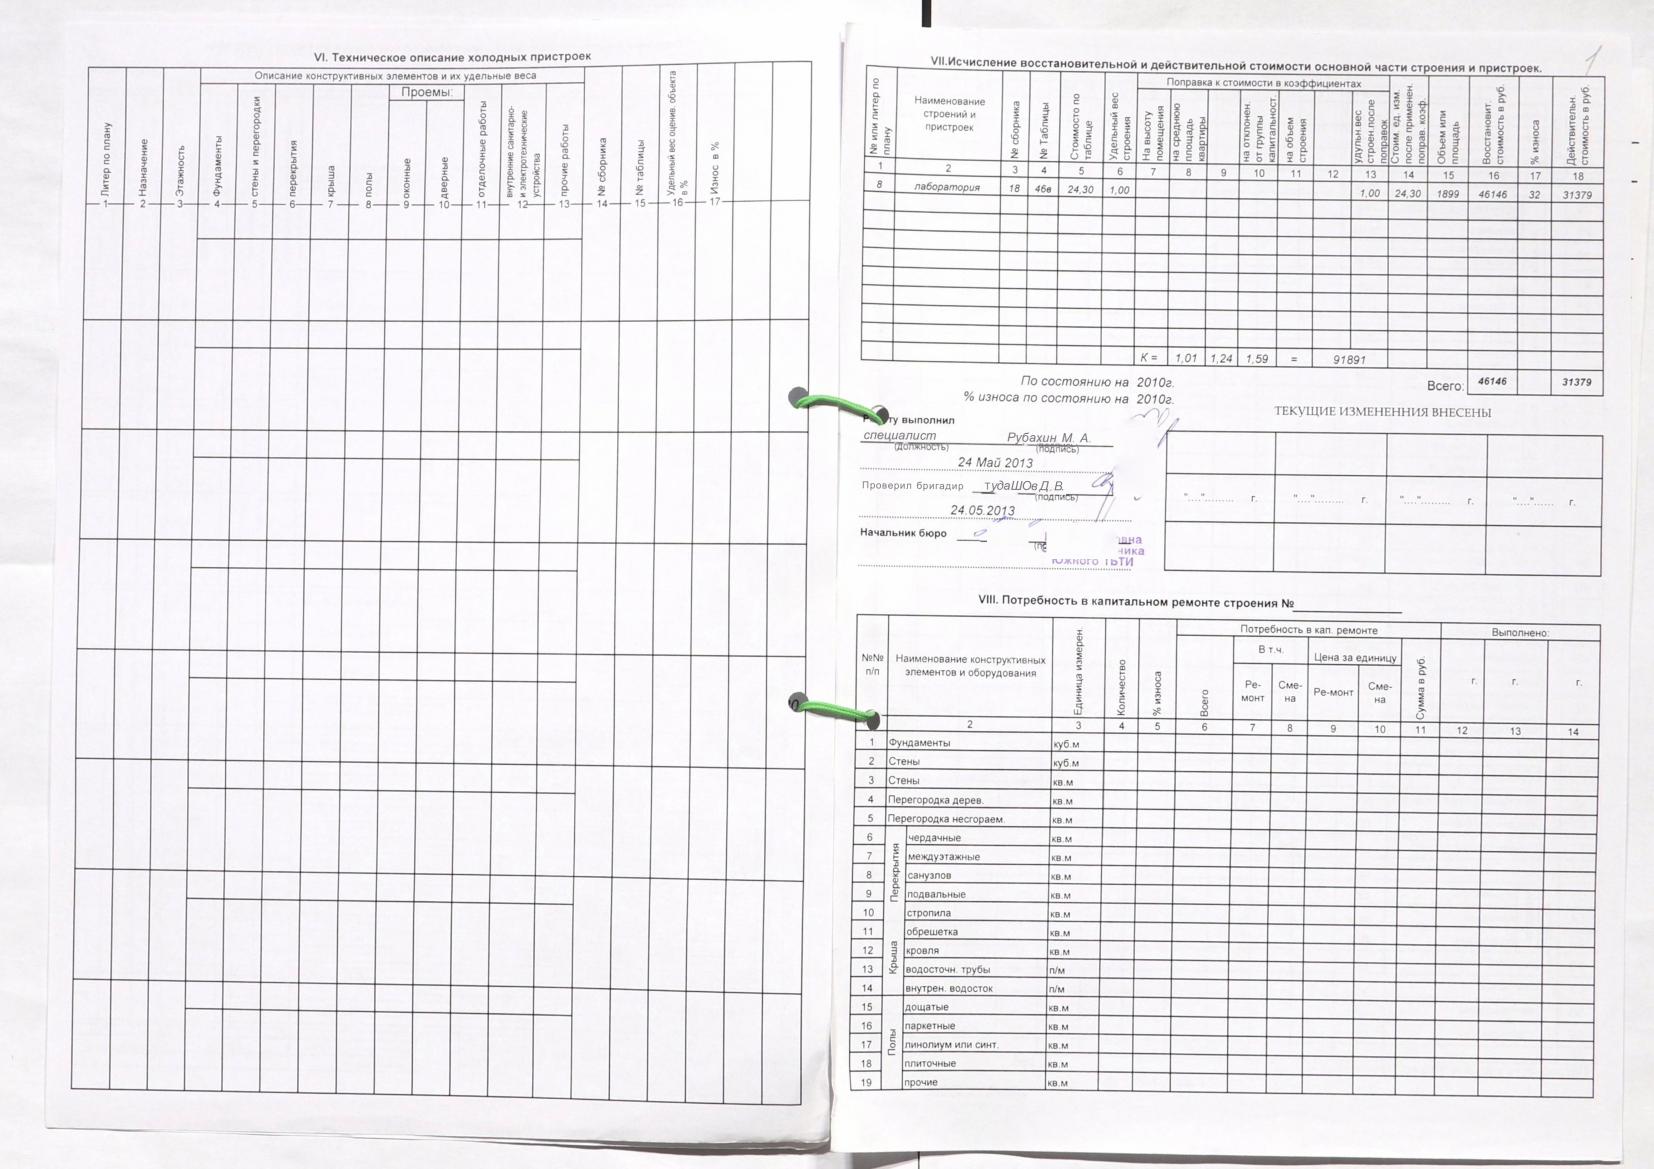 VI. Техническое описание холодных пристроек
Описание конструктивных элементов и их удельные веса
Проемы:
Литер по плану
Назначение
Этажность
Фундаменты
стены и перегородки
перекрытия
крыша
полы
оконные
дверные
отделочные работы
внутренние санитарно-
и электротехнические
устройства
прочие работы
№ сборника
№ таблицы
Удельный вес оценив. объекта
в %
Износ в %
1 2 3 4 5 6 7 8 9 10 11 12 13 14 15 16 17
1
VII.Исчисление восстановительной и действительной стоимости основной части строения и пристроек.
№ или литер по
плану
Наименование
строений и
пристроек
№ сборника
№ Таблицы
Стоимость по
таблице
Удельный вес
строения
Поправка к стоимости в коэффициентах
На высоту
помещения
на среднюю
площадь
квартиры
на отклонен.
от группы
капитальност.
на объем
строения
удульн.вес
строен.после
поправок
Стоим. ед. изм.
после применен.
поправ. коэф.
Объем или
площадь
Восстановит.
стоимость в руб.
% износа
Действительн.
стоимость в руб.
1 2 3 4 5 6 7 8 9 10 11 12 13 14 15 16 17 18
8 лаборатория 18 46в 24,30 1,00 1,00 24,30 1899 46146 32 31379
К = 1,01 1,24 1,59 = 91891
Всего: 46146 31379
По состоянию на 2010г.
% износа по состоянию на 2010г.
ту выполнил
специалист Рубахин М. А.
(должность) (подпись)
24 Май 2013
Проверил бригадир тудаШОв Д. В.
(подпись)
24.05.2013
Начальник бюро
вна
ника
Южного ТБТИ
ТЕКУЩИЕ ИЗМЕНЕННИЯ ВНЕСЕНЫ
"....".......... г. "....".......... г. "....".......... г. "....".......... г.
VIII. Потребность в капитальном ремонте строения №
№№
п/п
Наименование конструктивных
элементов и оборудования
Единица измерен.
Количество
% износа
Потребность в кап. ремонте
Всего
В т.ч.
Ре-
монт
Сме-
на
Цена за единицу
Ре-монт
Сме-
на
Сумма в руб.
Выполнено:
г. г. г.
2 3 4 5 6 7 8 9 10 11 12 13 14
1 Фундаменты куб.м
2 Стены куб.м
3 Стены кв.м
4 Перегородка дерев. кв.м
5 Перегородка несгораем. кв.м
Перекрытия
6 чердачные кв.м
7 междуэтажные кв.м
8 санузлов кв.м
9 подвальные кв.м
Крыша
10 стропила кв.м
11 обрешетка кв.м
12 кровля кв.м
13 водосточн. трубы п/м
14 внутрен. водосток п/м
Полы
15 дощатые кв.м
16 паркетные кв.м
17 линолиум или синт. кв.м
18 плиточные кв.м
19 прочие кв.м